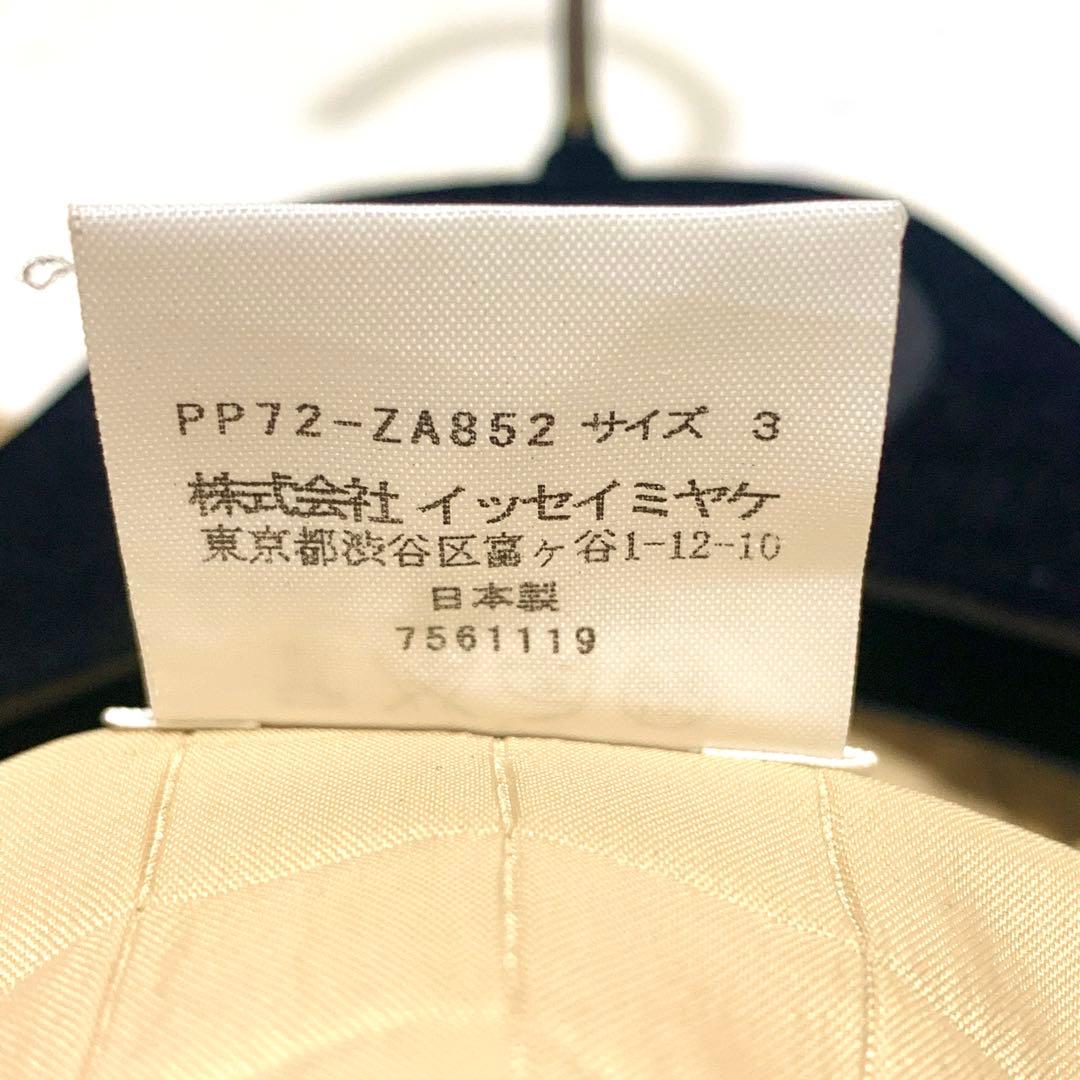 PP72-ZA852 サイズ 3
株式会社 イッセイミヤケ
東京都渋谷区富ヶ谷1-12-10
日本製
7561119